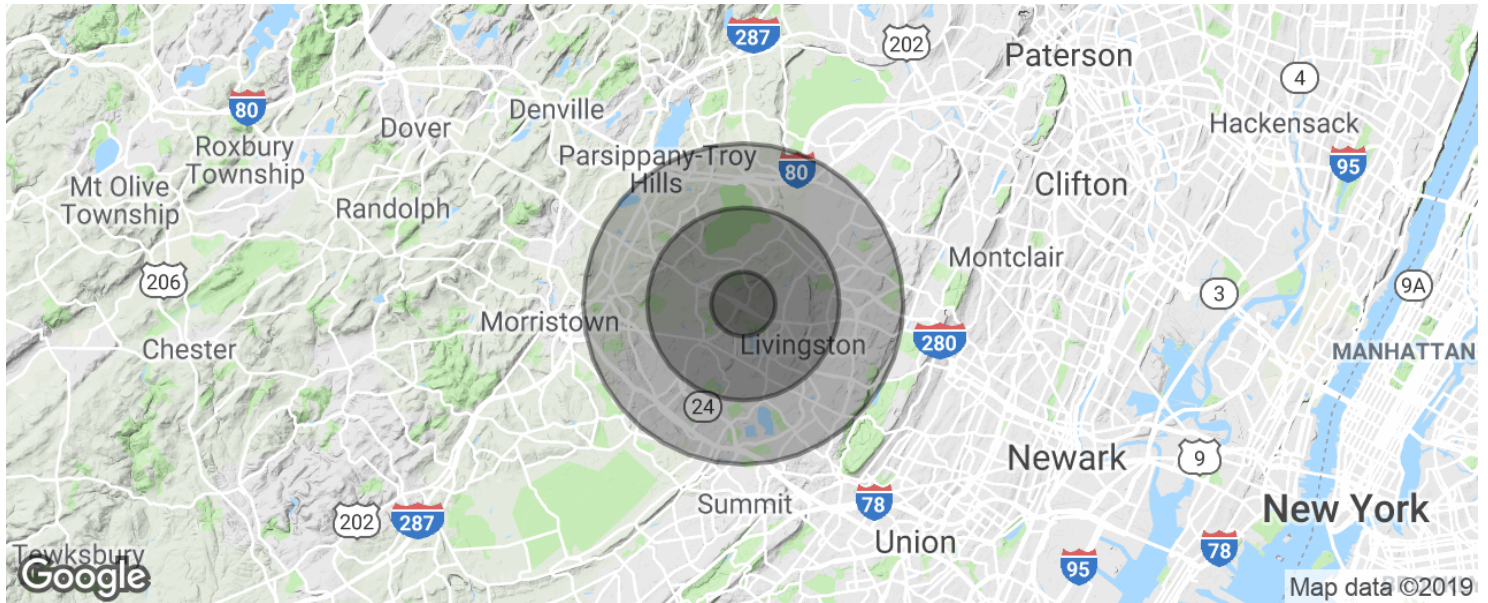 287
202
Paterson
4
80
Denville
Dover
Hackensack
Roxbury
Township
Parsippany-Troy
Hills
80
95
Mt Olive
Township
Clifton
Randolph
Montclair
206
3
9A
Morristown
Livingston
280
Chester
MANHATTAN
24
Newark
9
Summit
78
New York
202
287
Union
78
Tewksbury
95
Google
Map data ©2019